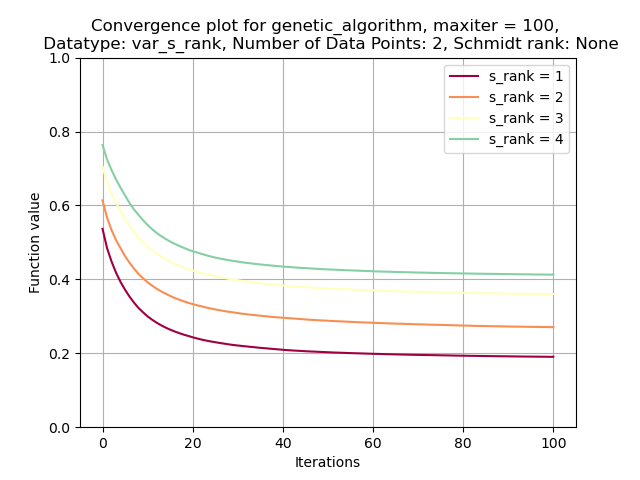 Convergence plot for genetic_algorithm, maxiter = 100,
Datatype: var_s_rank, Number of Data Points: 2, Schmidt rank: None
1.0
0.8
0.6
0.4
0.2
0.0
Function value
s_rank = 1
s_rank = 2
s_rank = 3
s_rank = 4
0 20 40 60 80 100
Iterations